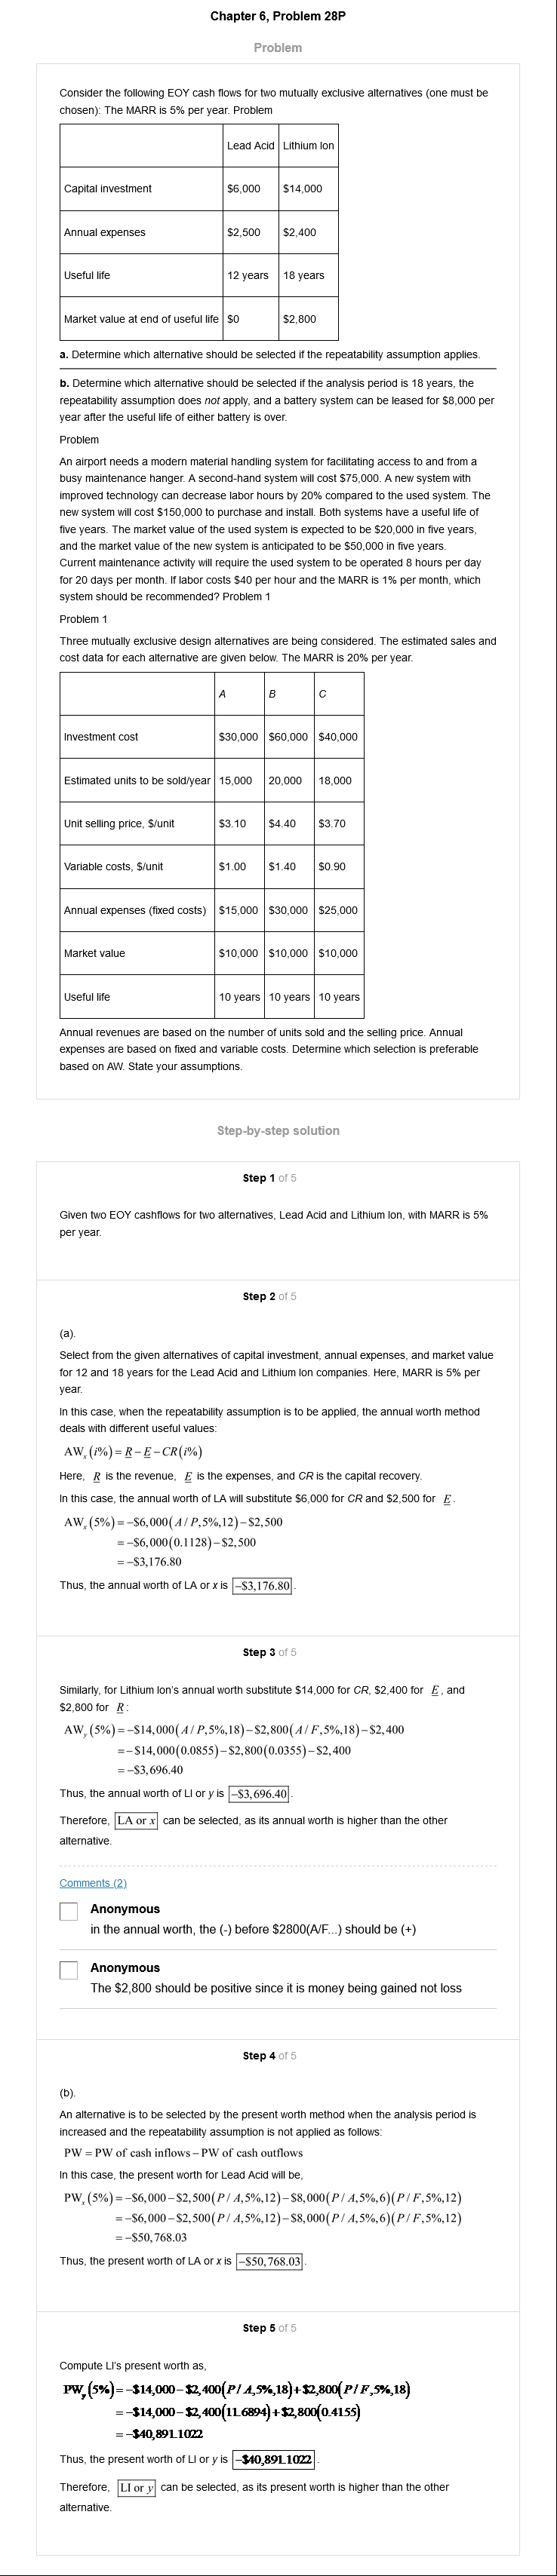 Chapter 6, Problem 28P
Problem
Consider the following EOY cash flows for two mutually exclusive alternatives (one must be
chosen): The MARR is 5% per year. Problem
Lead Acid Lithium Ion
Capital investment $6,000 $14,000
Annual expenses $2,500 $2,400
Useful life 12 years 18 years
Market value at end of useful life $0 $2,800
a. Determine which alternative should be selected if the repeatability assumption applies.
b. Determine which alternative should be selected if the analysis period is 18 years, the
repeatability assumption does not apply, and a battery system can be leased for $8,000 per
year after the useful life of either battery is over.
Problem
An airport needs a modern material handling system for facilitating access to and from a
busy maintenance hanger. A second-hand system will cost $75,000. A new system with
improved technology can decrease labor hours by 20% compared to the used system. The
new system will cost $150,000 to purchase and install. Both systems have a useful life of
five years. The market value of the used system is expected to be $20,000 in five years,
and the market value of the new system is anticipated to be $50,000 in five years.
Current maintenance activity will require the used system to be operated 8 hours per day
for 20 days per month. If labor costs $40 per hour and the MARR is 1% per month, which
system should be recommended? Problem 1
Problem 1
Three mutually exclusive design alternatives are being considered. The estimated sales and
cost data for each alternative are given below. The MARR is 20% per year.
A B C
Investment cost $30,000 $60,000 $40,000
Estimated units to be sold/year 15,000 20,000 18,000
Unit selling price, $/unit $3.10 $4.40 $3.70
Variable costs, $/unit $1.00 $1.40 $0.90
Annual expenses (fixed costs) $15,000 $30,000 $25,000
Market value $10,000 $10,000 $10,000
Useful life 10 years 10 years 10 years
Annual revenues are based on the number of units sold and the selling price. Annual
expenses are based on fixed and variable costs. Determine which selection is preferable
based on AW. State your assumptions.
Step-by-step solution
Step 1 of 5
Given two EOY cashflows for two alternatives, Lead Acid and Lithium Ion, with MARR is 5%
per year.
Step 2 of 5
(a).
Select from the given alternatives of capital investment, annual expenses, and market value
for 12 and 18 years for the Lead Acid and Lithium Ion companies. Here, MARR is 5% per
year.
In this case, when the repeatability assumption is to be applied, the annual worth method
deals with different useful values:
AWₓ(i%) = R – E – CR(i%)
Here, R is the revenue, E is the expenses, and CR is the capital recovery.
In this case, the annual worth of LA will substitute $6,000 for CR and $2,500 for E.
AWₓ(5%) = –$6,000(A/P,5%,12) – $2,500
= –$6,000(0.1128) – $2,500
= –$3,176.80
Thus, the annual worth of LA or x is –$3,176.80.
Step 3 of 5
Similarly, for Lithium Ion's annual worth substitute $14,000 for CR, $2,400 for E, and
$2,800 for R:
AWy(5%) = –$14,000(A/P,5%,18) – $2,800(A/F,5%,18) – $2,400
= –$14,000(0.0855) – $2,800(0.0355) – $2,400
= –$3,696.40
Thus, the annual worth of LI or y is –$3,696.40.
Therefore, LA or x can be selected, as its annual worth is higher than the other
alternative.
Comments (2)
Anonymous
in the annual worth, the (-) before $2800(A/F...) should be (+)
Anonymous
The $2,800 should be positive since it is money being gained not loss
Step 4 of 5
(b).
An alternative is to be selected by the present worth method when the analysis period is
increased and the repeatability assumption is not applied as follows:
PW = PW of cash inflows – PW of cash outflows
In this case, the present worth for Lead Acid will be,
PWₓ(5%) = –$6,000 – $2,500(P/A,5%,12) – $8,000(P/A,5%,6)(P/F,5%,12)
= –$6,000 – $2,500(P/A,5%,12) – $8,000(P/A,5%,6)(P/F,5%,12)
= –$50,768.03
Thus, the present worth of LA or x is –$50,768.03.
Step 5 of 5
Compute LI's present worth as,
PWy(5%) = –$14,000 – $2,400(P/A,5%,18) + $2,800(P/F,5%,18)
= –$14,000 – $2,400(11.6894) + $2,800(0.4155)
= –$40,891.1022
Thus, the present worth of LI or y is –$40,891.1022.
Therefore, LI or y can be selected, as its present worth is higher than the other
alternative.